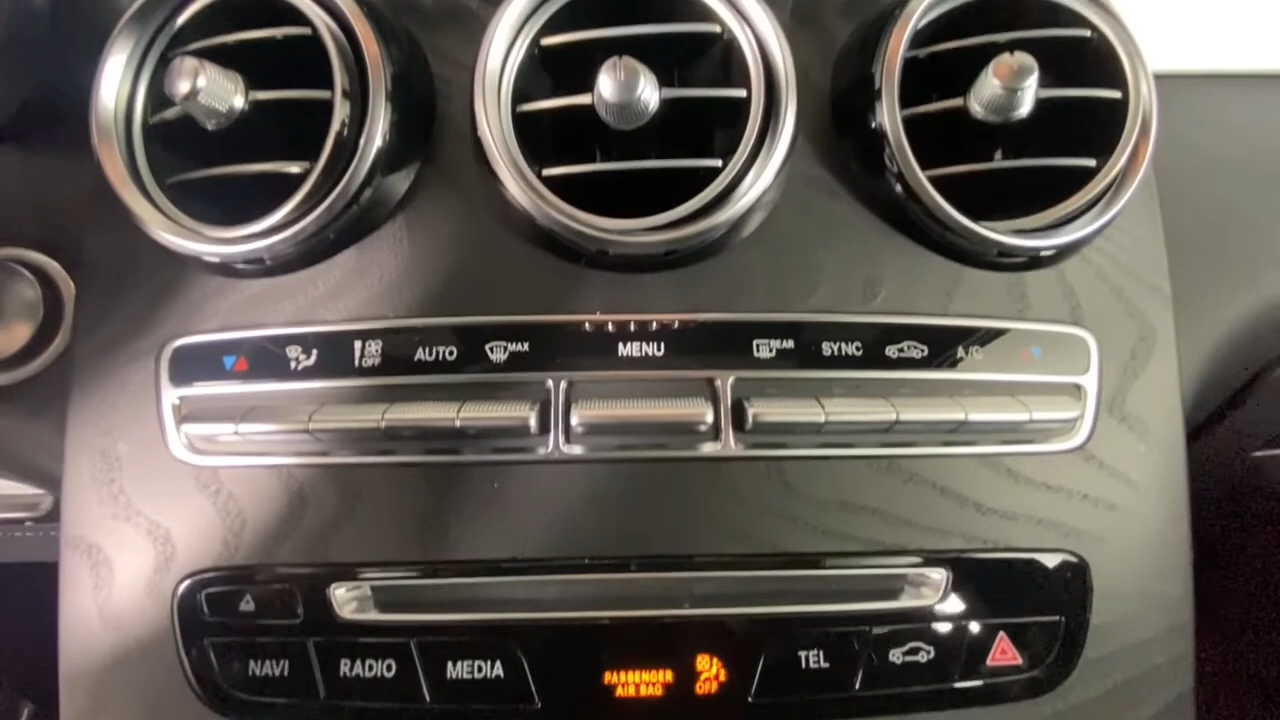 OFF AUTO MAX MENU REAR SYNC A/C
NAVI RADIO MEDIA PASSENGER AIR BAG OFF TEL